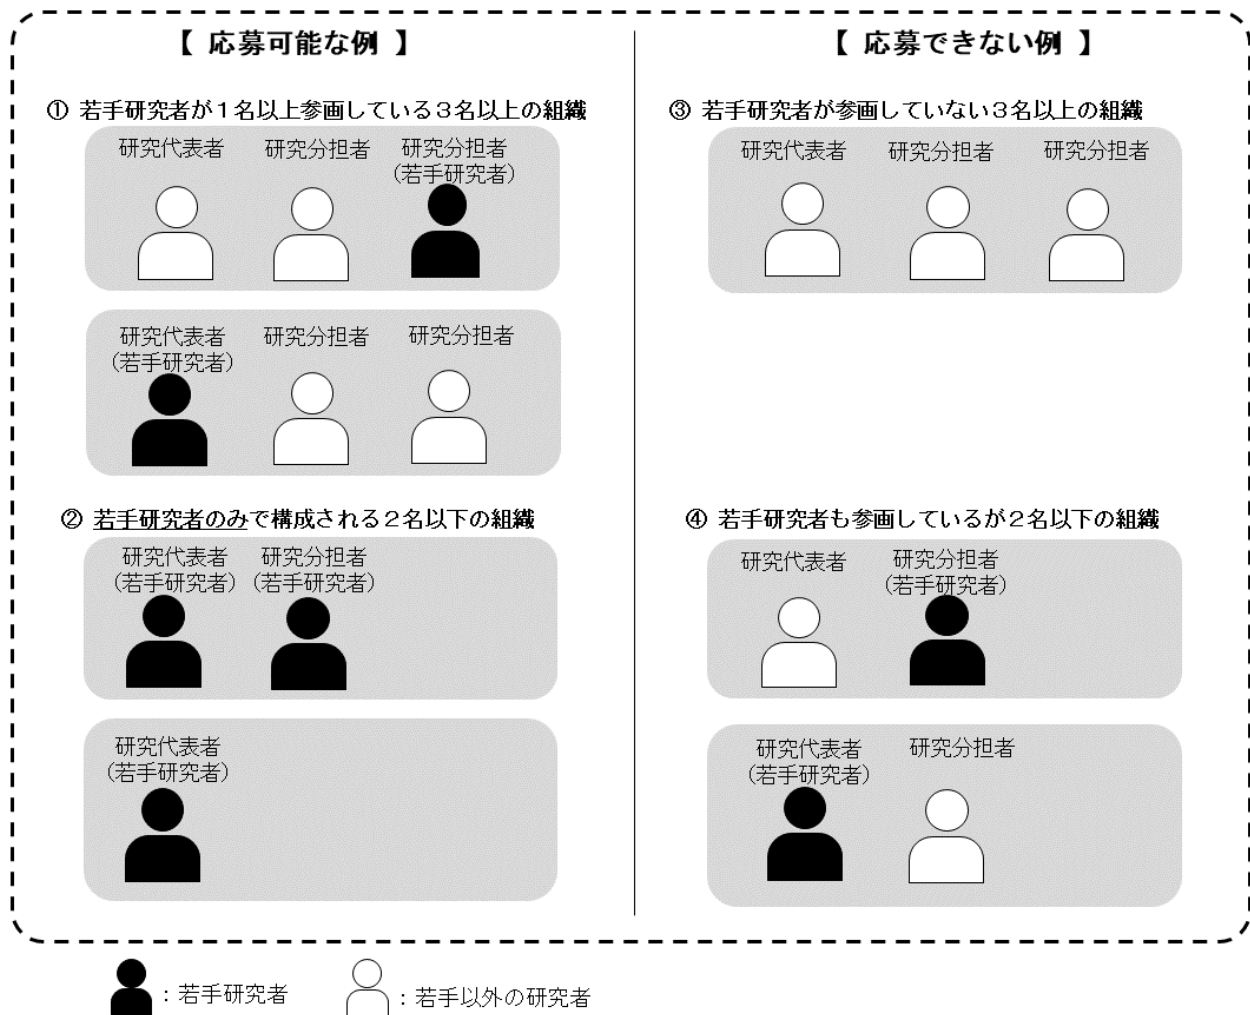 【 応募可能な例 】
① 若手研究者が１名以上参画している３名以上の組織
研究代表者 研究分担者 研究分担者
(若手研究者)
研究代表者 研究分担者 研究分担者
(若手研究者)
② 若手研究者のみで構成される２名以下の組織
研究代表者 研究分担者
(若手研究者) (若手研究者)
研究代表者
(若手研究者)
【 応募できない例 】
③ 若手研究者が参画していない３名以上の組織
研究代表者 研究分担者 研究分担者
④ 若手研究者も参画しているが２名以下の組織
研究代表者 研究分担者
(若手研究者)
研究代表者 研究分担者
(若手研究者)
：若手研究者 ：若手以外の研究者